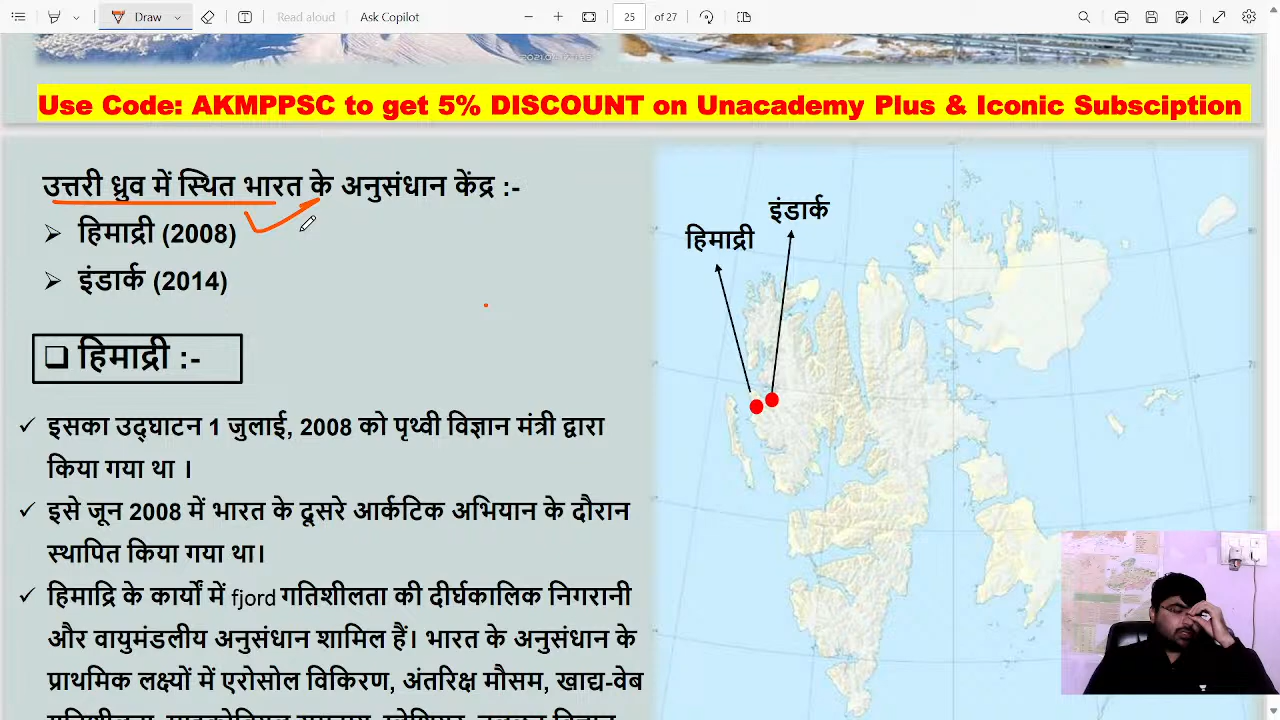 Draw
Read aloud
Ask Copilot
25 of 27
2021.01
Use Code: AKMPPSC to get 5% DISCOUNT on Unacademy Plus & Iconic Subsciption
उत्तरी ध्रुव में स्थित भारत के अनुसंधान केंद्र :-
हिमाद्री (2008)
इंडार्क (2014)
इंडार्क
हिमाद्री
हिमाद्री :-
इसका उद्घाटन 1 जुलाई, 2008 को पृथ्वी विज्ञान मंत्री द्वारा
किया गया था ।
इसे जून 2008 में भारत के दूसरे आर्कटिक अभियान के दौरान
स्थापित किया गया था।
हिमाद्रि के कार्यों में fjord गतिशीलता की दीर्घकालिक निगरानी
और वायुमंडलीय अनुसंधान शामिल हैं। भारत के अनुसंधान के
प्राथमिक लक्ष्यों में एरोसोल विकिरण, अंतरिक्ष मौसम, खाद्य-वेब